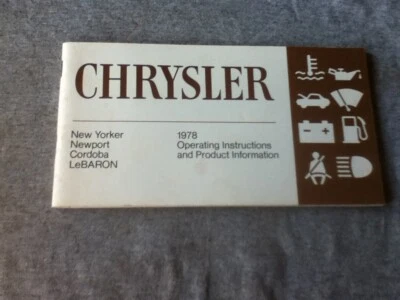 CHRYSLER
New Yorker
Newport
Cordoba
LeBARON
1978
Operating Instructions
and Product Information